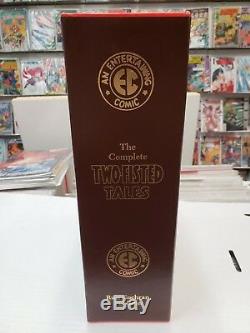 AN ENTERTAINING
EC
COMIC
The
Complete
TWO-FISTED
TALES
AN ENTERTAINING
EC
COMIC